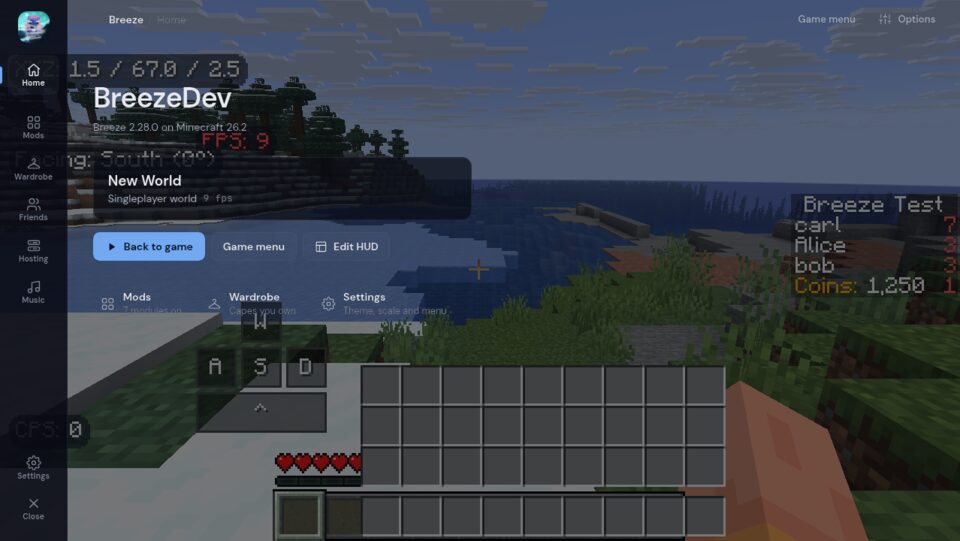 Breeze / Home
Game menu
Options
Home
XYZ: 1.5 / 67.0 / 2.5
BreezeDev
Breeze 2.28.0 on Minecraft 26.2
Mods
FPS: 9
Facing: South (0°)
Wardrobe
New World
Singleplayer world 9 fps
Friends
Breeze Test
carl 7
Alice 3
bob 3
Coins: 1,250 1
Hosting
Back to game
Game menu
Edit HUD
Music
Mods
7 modules on
Wardrobe
Capes you own
Settings
Theme, scale and menu
W
A S D
^
CPS: 0
Settings
Close